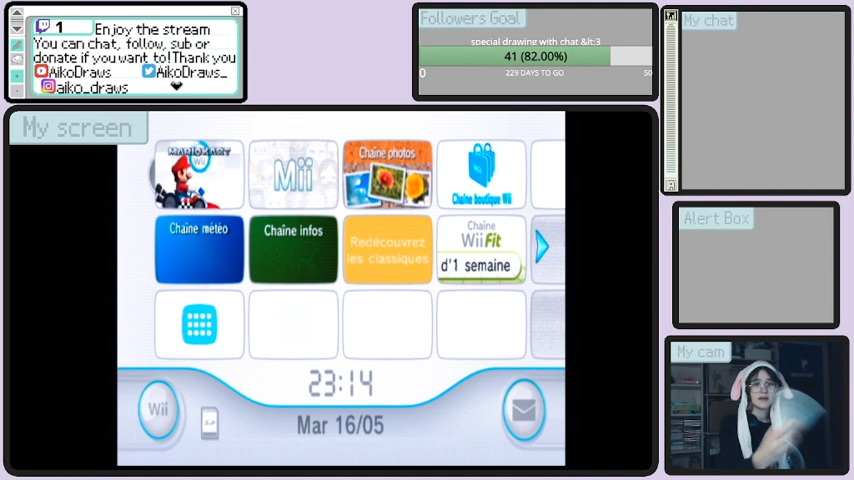 1
Enjoy the stream
You can chat, follow, sub or
donate if you want to! Thank you
AikoDraws
AikoDraws_
aiko_draws
Followers Goal
special drawing with chat &lt;3
41 (82.00%)
0
50
229 DAYS TO GO
My chat
My screen
MARIOKART
Wii
Mii
Chaîne photos
Wii
Chaîne boutique Wii
Chaîne météo
Chaîne infos
Redécouvrez
les classiques
Chaîne
Wii Fit
d'1 semaine
23:14
Wii
Mar 16/05
Alert Box
My cam